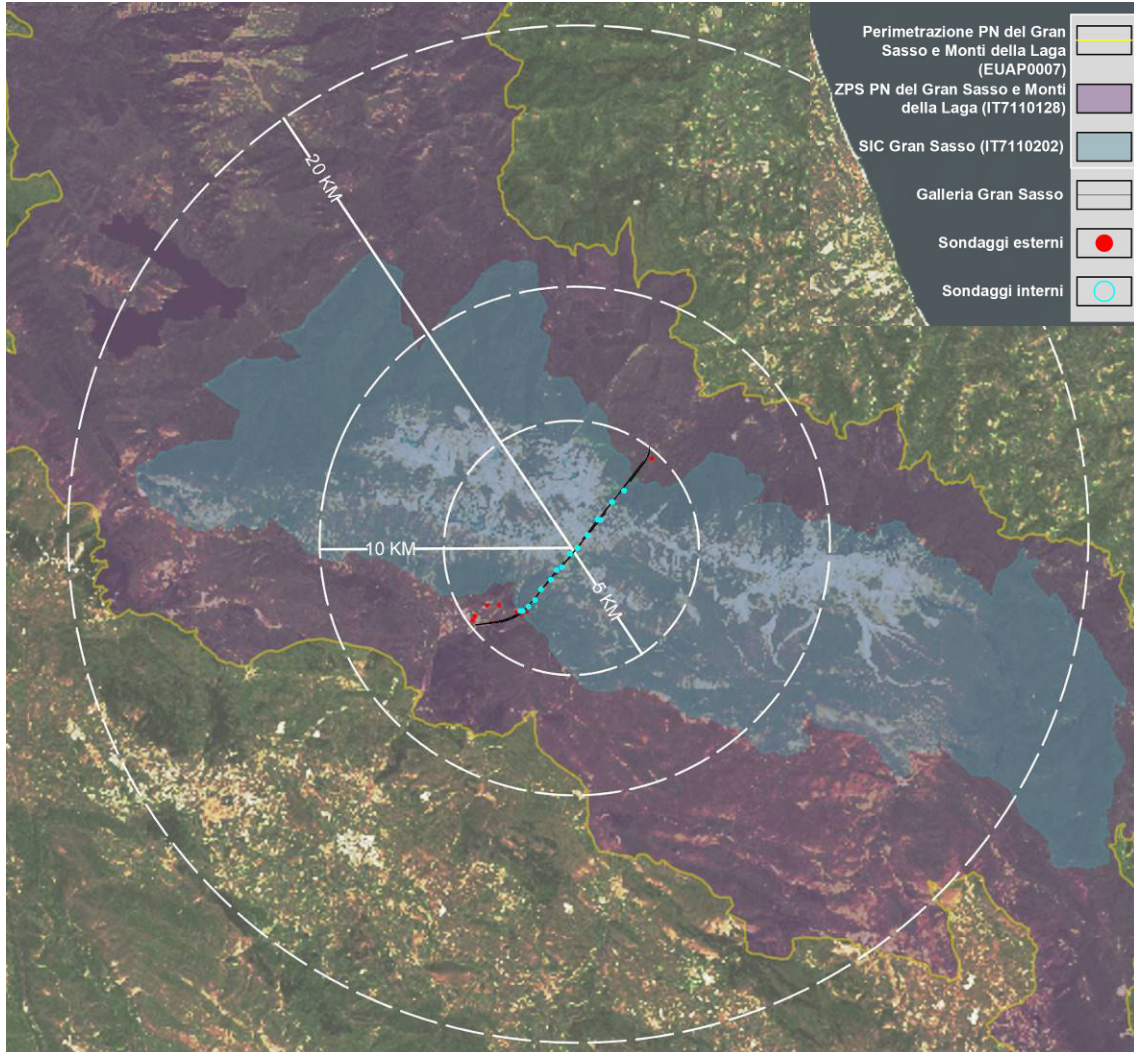 Perimetrazione PN del Gran
Sasso e Monti della Laga
(EUAP0007)
ZPS PN del Gran Sasso e Monti
della Laga (IT7110128)
SIC Gran Sasso (IT7110202)
Galleria Gran Sasso
Sondaggi esterni
Sondaggi interni
20 KM
10 KM
5 KM